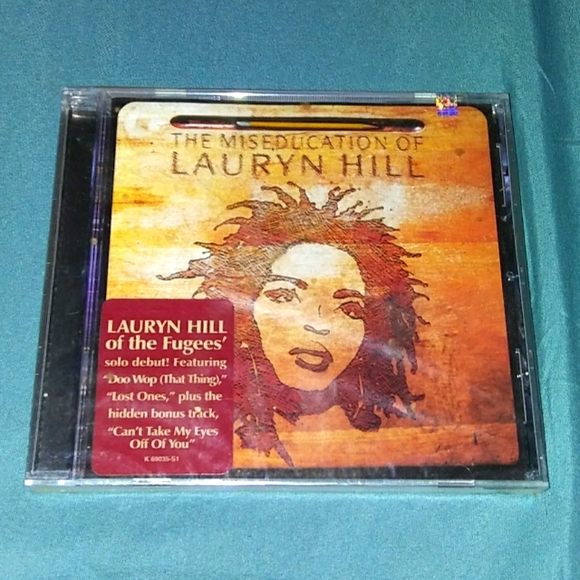 THE MISEDUCATION OF
LAURYN HILL
LAURYN HILL
of the Fugees'
solo debut! Featuring
"Doo Wop (That Thing),"
"Lost Ones," plus the
hidden bonus track,
"Can't Take My Eyes
Off Of You"
K 69035-S1